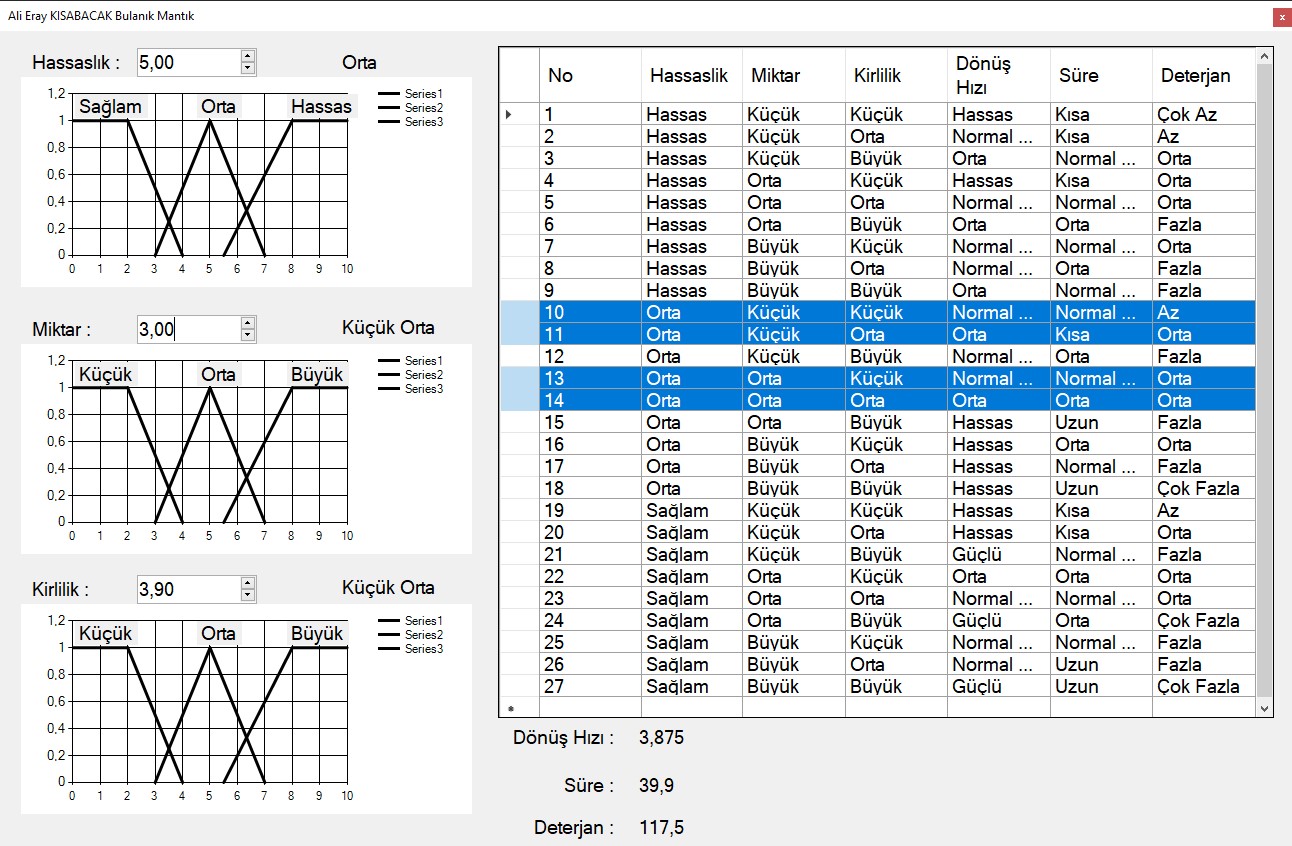 Ali Eray KISABACAK Bulanık Mantık
x
Hassaslık : 5,00 Orta
1,2
1
0,8
0,6
0,4
0,2
0
0 1 2 3 4 5 6 7 8 9 10
Sağlam Orta Hassas
Series1
Series2
Series3
Miktar : 3,00 Küçük Orta
1,2
1
0,8
0,6
0,4
0,2
0
0 1 2 3 4 5 6 7 8 9 10
Küçük Orta Büyük
Series1
Series2
Series3
Kirlilik : 3,90 Küçük Orta
1,2
1
0,8
0,6
0,4
0,2
0
0 1 2 3 4 5 6 7 8 9 10
Küçük Orta Büyük
Series1
Series2
Series3
No Hassaslik Miktar Kirlilik Dönüş Hızı Süre Deterjan
1 Hassas Küçük Küçük Hassas Kısa Çok Az
2 Hassas Küçük Orta Normal ... Kısa Az
3 Hassas Küçük Büyük Orta Normal ... Orta
4 Hassas Orta Küçük Hassas Kısa Orta
5 Hassas Orta Orta Normal ... Normal ... Orta
6 Hassas Orta Büyük Orta Orta Fazla
7 Hassas Büyük Küçük Normal ... Normal ... Orta
8 Hassas Büyük Orta Normal ... Orta Fazla
9 Hassas Büyük Büyük Orta Normal ... Fazla
10 Orta Küçük Küçük Normal ... Normal ... Az
11 Orta Küçük Orta Orta Kısa Orta
12 Orta Küçük Büyük Normal ... Orta Fazla
13 Orta Orta Küçük Normal ... Normal ... Orta
14 Orta Orta Orta Orta Orta Orta
15 Orta Orta Büyük Hassas Uzun Fazla
16 Orta Büyük Küçük Hassas Orta Orta
17 Orta Büyük Orta Hassas Normal ... Fazla
18 Orta Büyük Büyük Hassas Uzun Çok Fazla
19 Sağlam Küçük Küçük Hassas Kısa Az
20 Sağlam Küçük Orta Hassas Kısa Orta
21 Sağlam Küçük Büyük Güçlü Normal ... Fazla
22 Sağlam Orta Küçük Orta Orta Orta
23 Sağlam Orta Orta Normal ... Normal ... Orta
24 Sağlam Orta Büyük Güçlü Orta Çok Fazla
25 Sağlam Büyük Küçük Normal ... Normal ... Fazla
26 Sağlam Büyük Orta Normal ... Uzun Fazla
27 Sağlam Büyük Büyük Güçlü Uzun Çok Fazla
Dönüş Hızı : 3,875
Süre : 39,9
Deterjan : 117,5